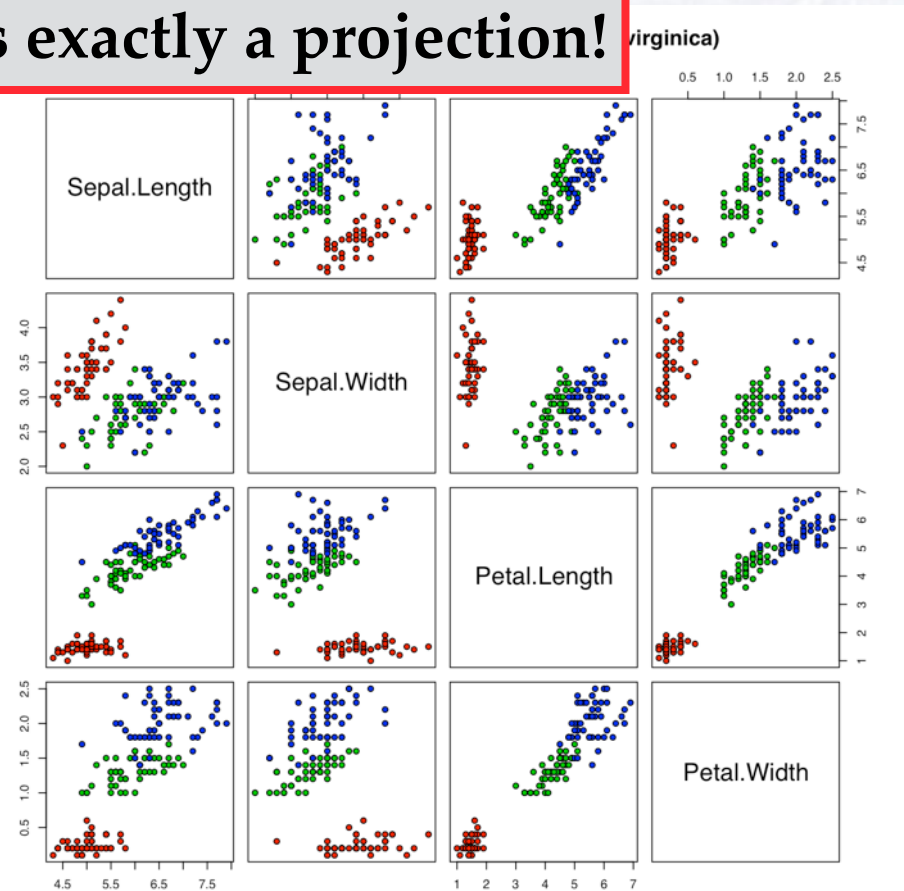 s exactly a projection!
virginica)
0.5 1.0 1.5 2.0 2.5
Sepal.Length
4.5 5.5 6.5 7.5
2.0 2.5 3.0 3.5 4.0
Sepal.Width
Petal.Length
1 2 3 4 5 6 7
0.5 1.0 1.5 2.0 2.5
Petal.Width
4.5 5.5 6.5 7.5
1 2 3 4 5 6 7